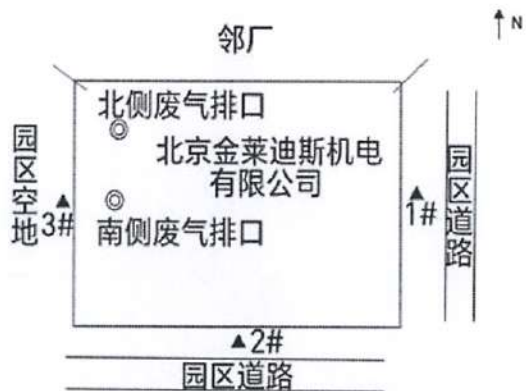 N
邻厂
北侧废气排口
北京金莱迪斯机电
有限公司
南侧废气排口
园区空地
3#
1#
园区道路
2#
园区道路